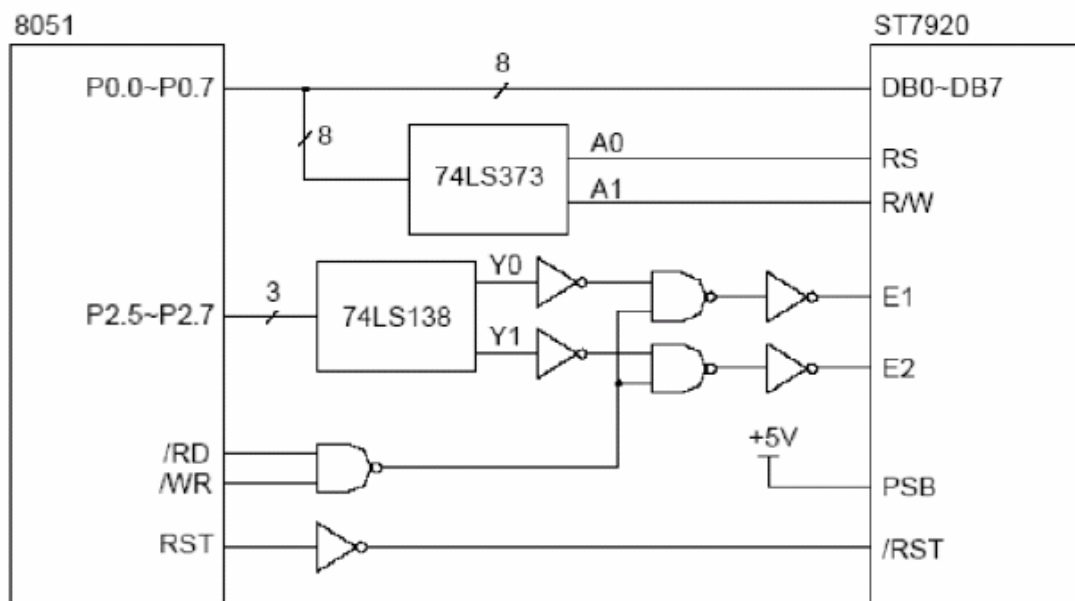 8051
ST7920
P0.0~P0.7
8
DB0~DB7
8
74LS373
A0
RS
A1
R/W
P2.5~P2.7
3
74LS138
Y0
E1
Y1
E2
+5V
/RD
/WR
PSB
RST
/RST